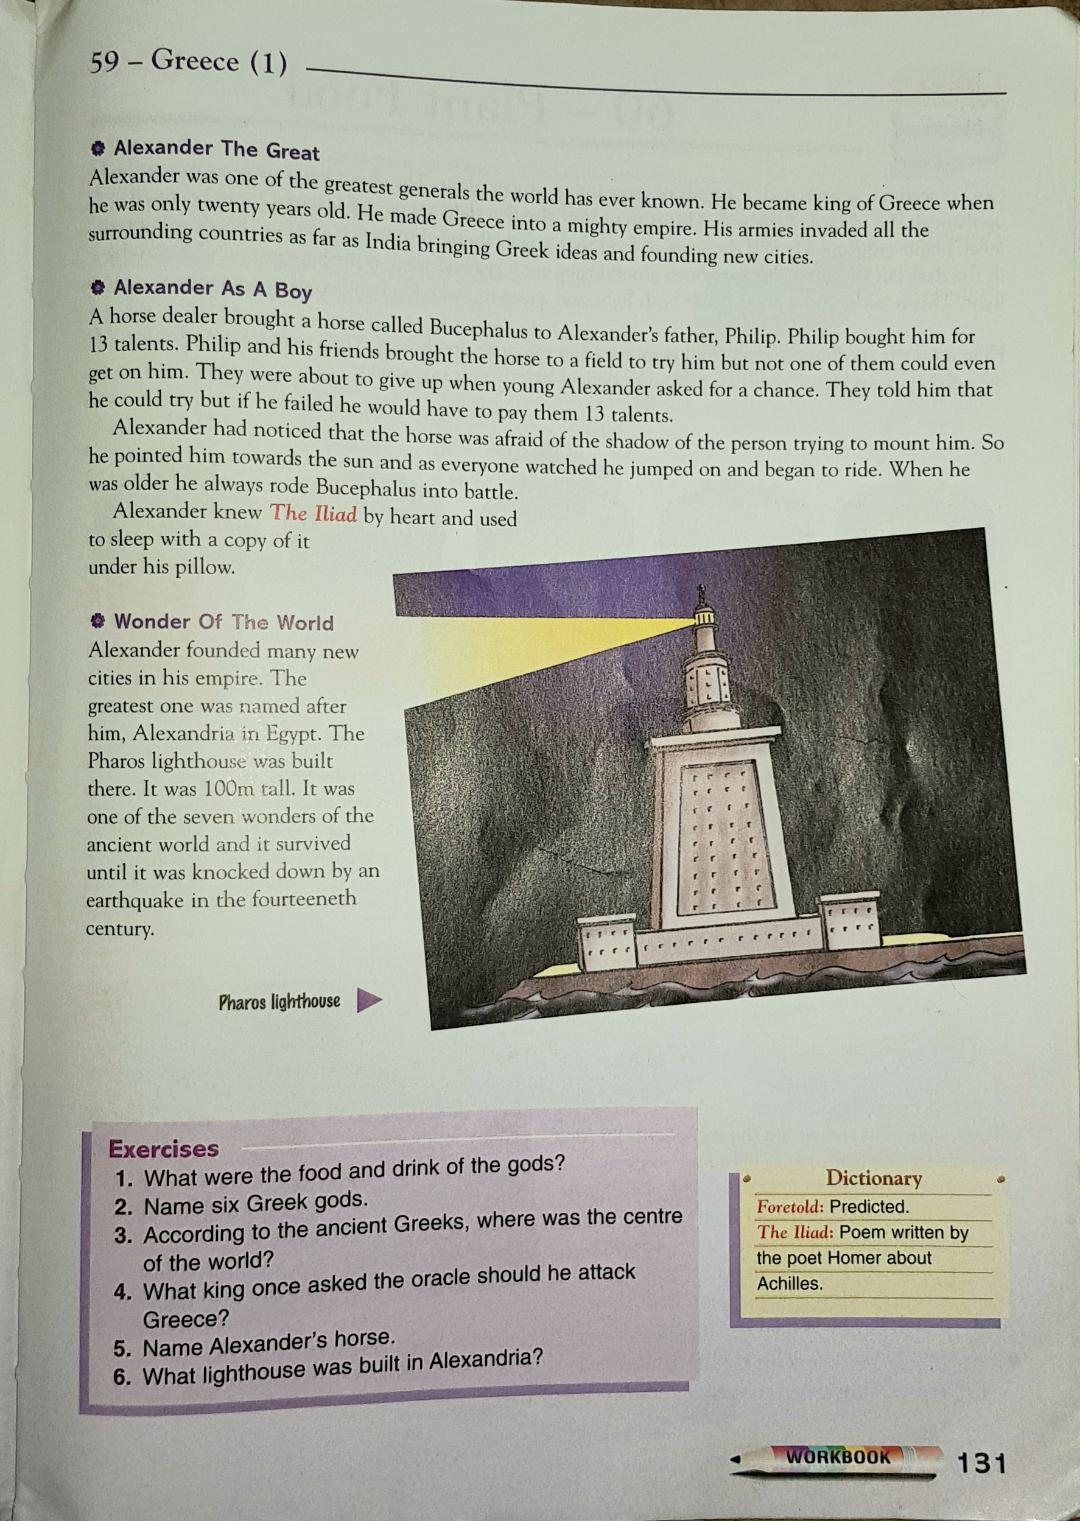 59 – Greece (1)
Alexander The Great
Alexander was one of the greatest generals the world has ever known. He became king of Greece when
he was only twenty years old. He made Greece into a mighty empire. His armies invaded all the
surrounding countries as far as India bringing Greek ideas and founding new cities.
Alexander As A Boy
A horse dealer brought a horse called Bucephalus to Alexander's father, Philip. Philip bought him for
13 talents. Philip and his friends brought the horse to a field to try him but not one of them could even
get on him. They were about to give up when young Alexander asked for a chance. They told him that
he could try but if he failed he would have to pay them 13 talents.
Alexander had noticed that the horse was afraid of the shadow of the person trying to mount him. So
he pointed him towards the sun and as everyone watched he jumped on and began to ride. When he
was older he always rode Bucephalus into battle.
Alexander knew The Iliad by heart and used
to sleep with a copy of it
under his pillow.
Wonder Of The World
Alexander founded many new
cities in his empire. The
greatest one was named after
him, Alexandria in Egypt. The
Pharos lighthouse was built
there. It was 100m tall. It was
one of the seven wonders of the
ancient world and it survived
until it was knocked down by an
earthquake in the fourteeneth
century.
Pharos lighthouse
Exercises
1. What were the food and drink of the gods?
2. Name six Greek gods.
3. According to the ancient Greeks, where was the centre
of the world?
4. What king once asked the oracle should he attack
Greece?
5. Name Alexander's horse.
6. What lighthouse was built in Alexandria?
Dictionary
Foretold: Predicted.
The Iliad: Poem written by
the poet Homer about
Achilles.
WORKBOOK 131